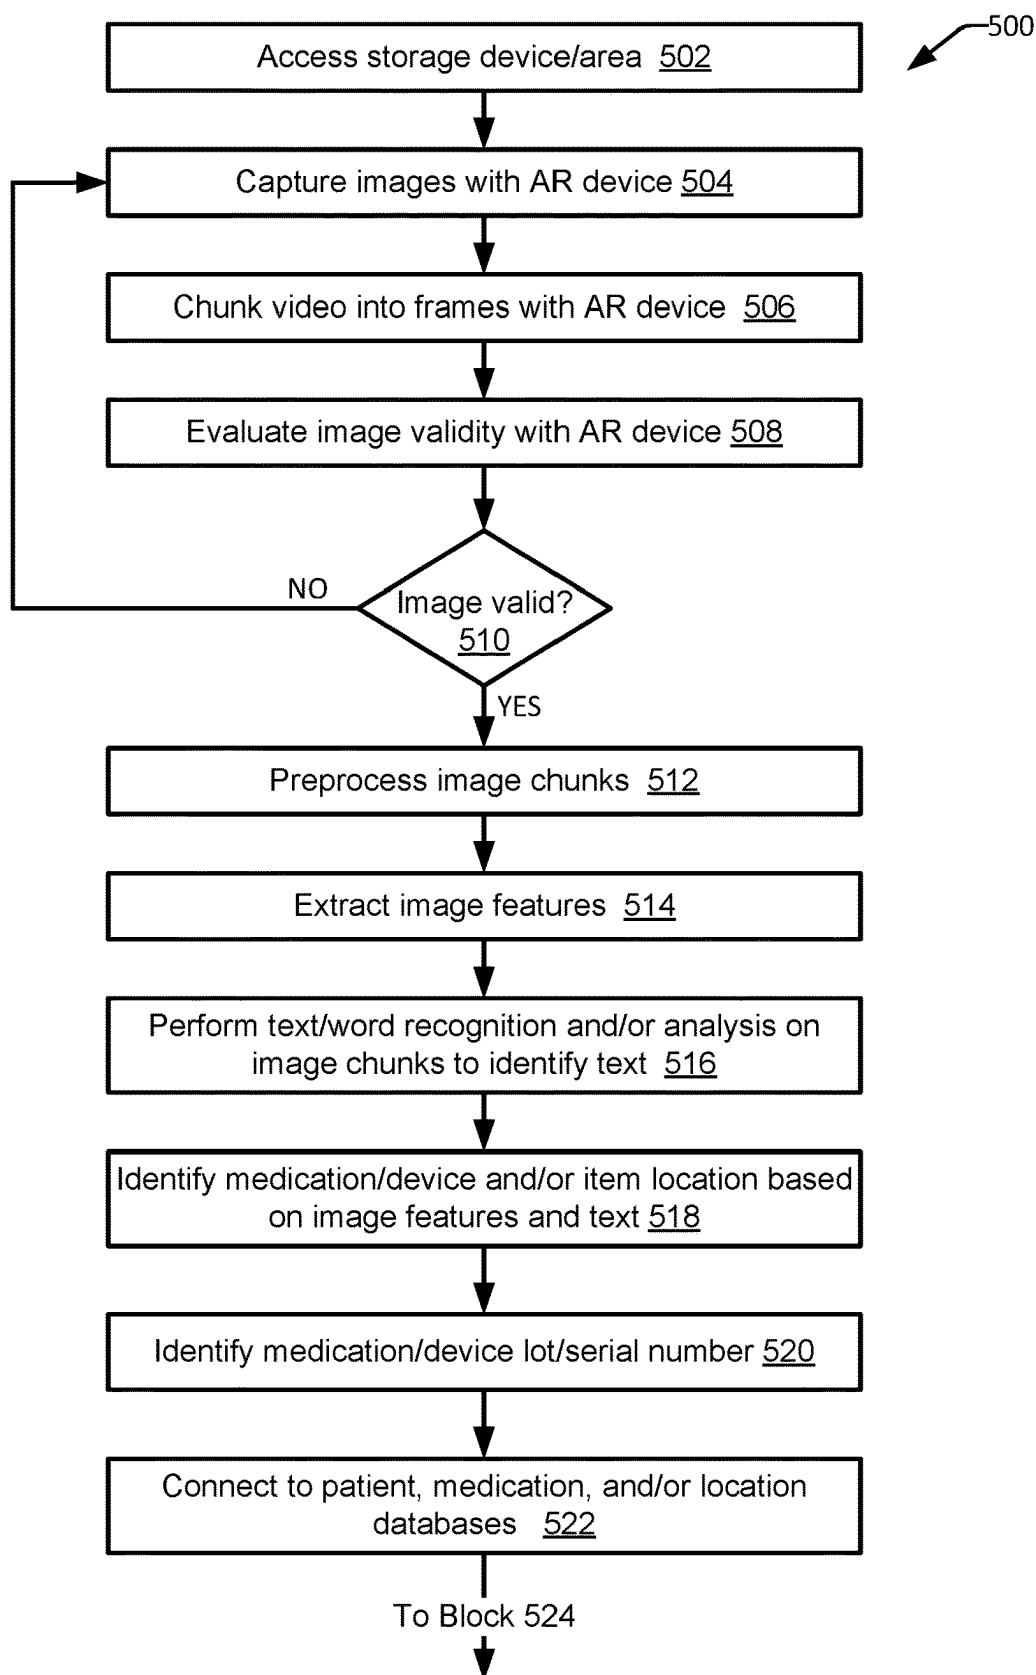 500
Access storage device/area 502
Capture images with AR device 504
Chunk video into frames with AR device 506
Evaluate image validity with AR device 508
NO
Image valid?
510
YES
Preprocess image chunks 512
Extract image features 514
Perform text/word recognition and/or analysis on
image chunks to identify text 516
Identify medication/device and/or item location based
on image features and text 518
Identify medication/device lot/serial number 520
Connect to patient, medication, and/or location
databases 522
To Block 524